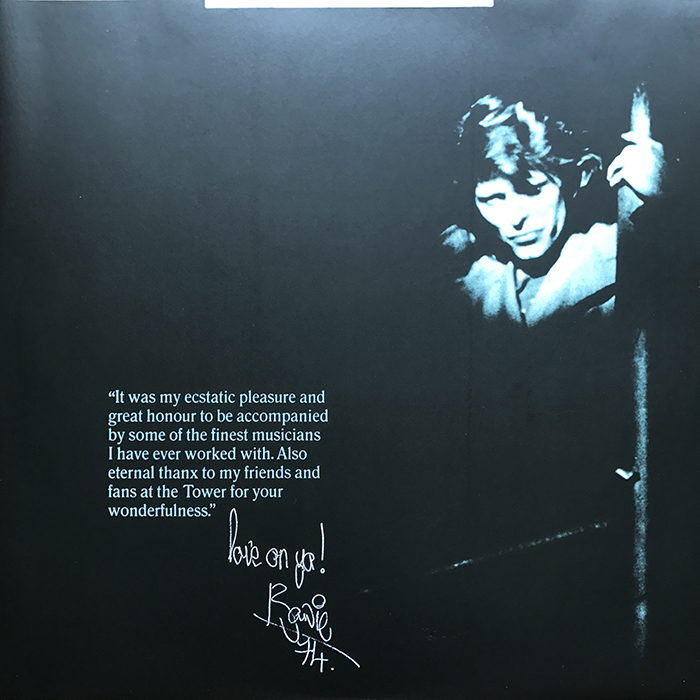 “It was my ecstatic pleasure and
great honour to be accompanied
by some of the finest musicians
I have ever worked with. Also
eternal thanx to my friends and
fans at the Tower for your
wonderfulness.”
love on ya!
Bowie
74.